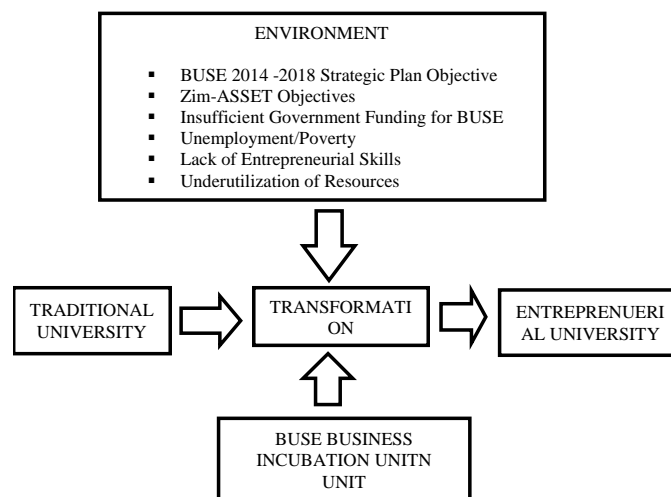 ENVIRONMENT
▪ BUSE 2014 -2018 Strategic Plan Objective
▪ Zim-ASSET Objectives
▪ Insufficient Government Funding for BUSE
▪ Unemployment/Poverty
▪ Lack of Entrepreneurial Skills
▪ Underutilization of Resources
TRADITIONAL
UNIVERSITY
TRANSFORMATI
ON
ENTREPRENUERI
AL UNIVERSITY
BUSE BUSINESS
INCUBATION UNITN
UNIT